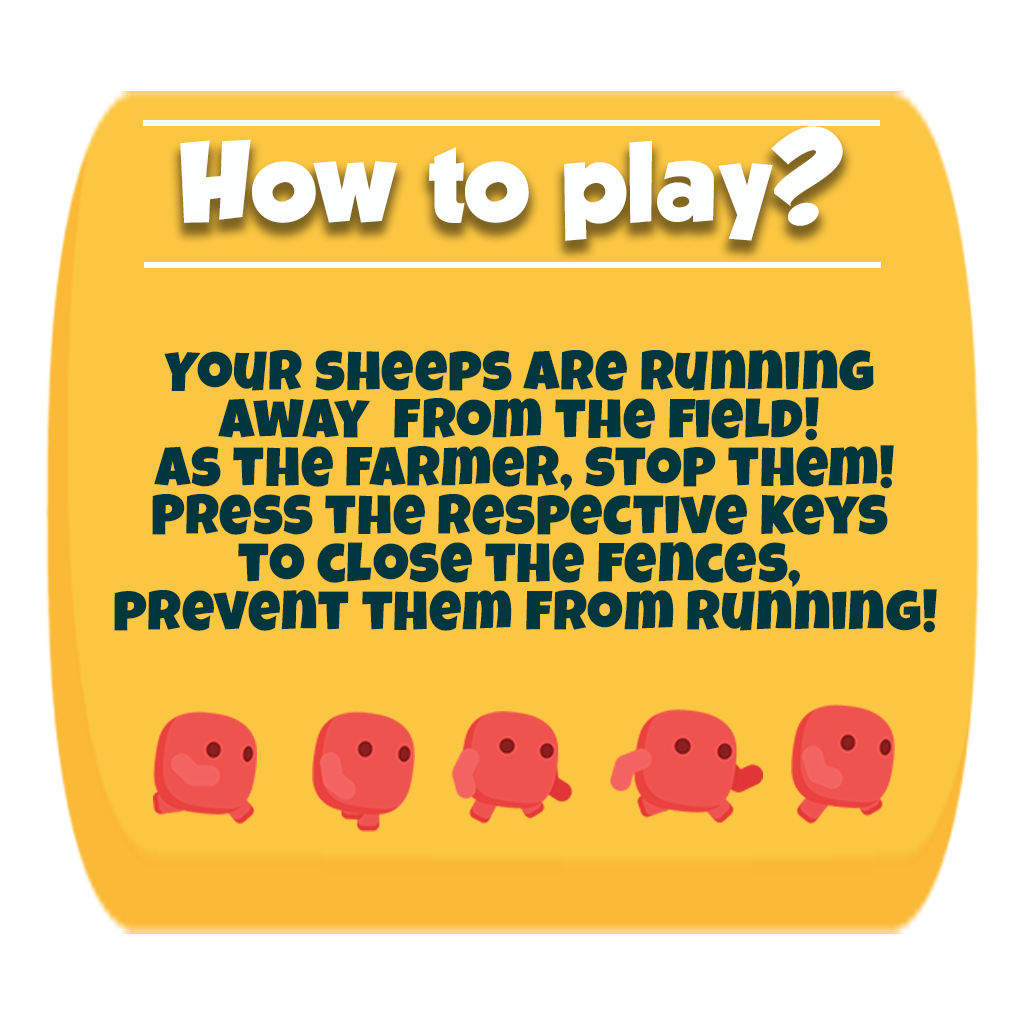 How to play?
YOUR SHEEPS ARE RUNNING
AWAY FROM THE FIELD!
AS THE FARMER, STOP THEM!
PRESS THE RESPECTIVE KEYS
TO CLOSE THE FENCES,
PREVENT THEM FROM RUNNING!